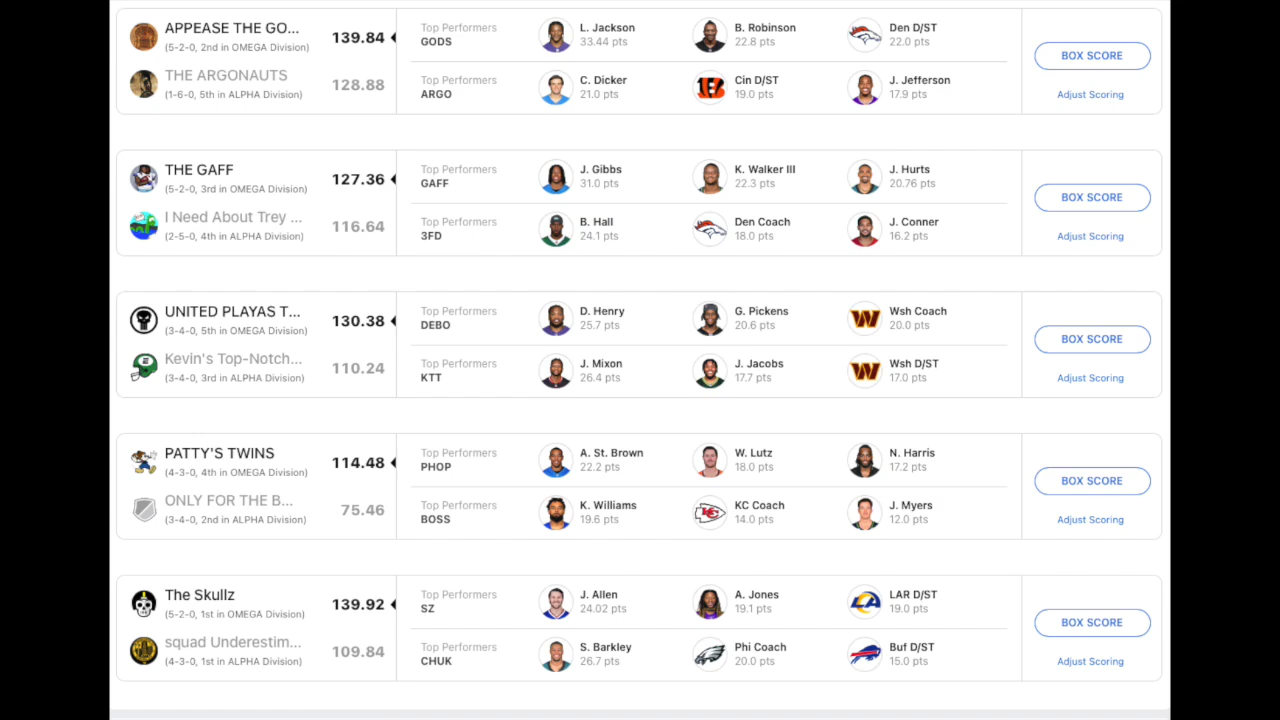 APPEASE THE GO...
(5-2-0, 2nd in OMEGA Division)
139.84
THE ARGONAUTS
(1-6-0, 5th in ALPHA Division)
128.88
Top Performers
GODS
L. Jackson
33.44 pts
B. Robinson
22.8 pts
Den D/ST
22.0 pts
Top Performers
ARGO
C. Dicker
21.0 pts
Cin D/ST
19.0 pts
J. Jefferson
17.9 pts
BOX SCORE
Adjust Scoring
THE GAFF
(5-2-0, 3rd in OMEGA Division)
127.36
I Need About Trey ...
(2-5-0, 4th in ALPHA Division)
116.64
Top Performers
GAFF
J. Gibbs
31.0 pts
K. Walker III
22.3 pts
J. Hurts
20.76 pts
Top Performers
3FD
B. Hall
24.1 pts
Den Coach
18.0 pts
J. Conner
16.2 pts
BOX SCORE
Adjust Scoring
UNITED PLAYAS T...
(3-4-0, 5th in OMEGA Division)
130.38
Kevin's Top-Notch...
(3-4-0, 3rd in ALPHA Division)
110.24
Top Performers
DEBO
D. Henry
25.7 pts
G. Pickens
20.6 pts
Wsh Coach
20.0 pts
Top Performers
KTT
J. Mixon
26.4 pts
J. Jacobs
17.7 pts
Wsh D/ST
17.0 pts
BOX SCORE
Adjust Scoring
PATTY'S TWINS
(4-3-0, 4th in OMEGA Division)
114.48
ONLY FOR THE B...
(3-4-0, 2nd in ALPHA Division)
75.46
Top Performers
PHOP
A. St. Brown
22.2 pts
W. Lutz
18.0 pts
N. Harris
17.2 pts
Top Performers
BOSS
K. Williams
19.6 pts
KC Coach
14.0 pts
J. Myers
12.0 pts
BOX SCORE
Adjust Scoring
The Skullz
(5-2-0, 1st in OMEGA Division)
139.92
squad Underestim...
(4-3-0, 1st in ALPHA Division)
109.84
Top Performers
SZ
J. Allen
24.02 pts
A. Jones
19.1 pts
LAR D/ST
19.0 pts
Top Performers
CHUK
S. Barkley
26.7 pts
Phi Coach
20.0 pts
Buf D/ST
15.0 pts
BOX SCORE
Adjust Scoring